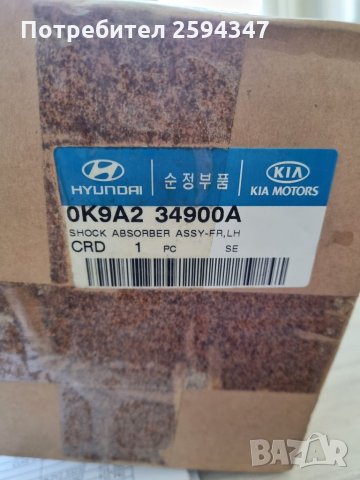 Потребител 2594347
HYUNDAI
순정부품
KIA
KIA MOTORS
0K9A2 34900A
SHOCK ABSORBER ASSY-FR,LH
CRD 1 PC SE
BAZAR